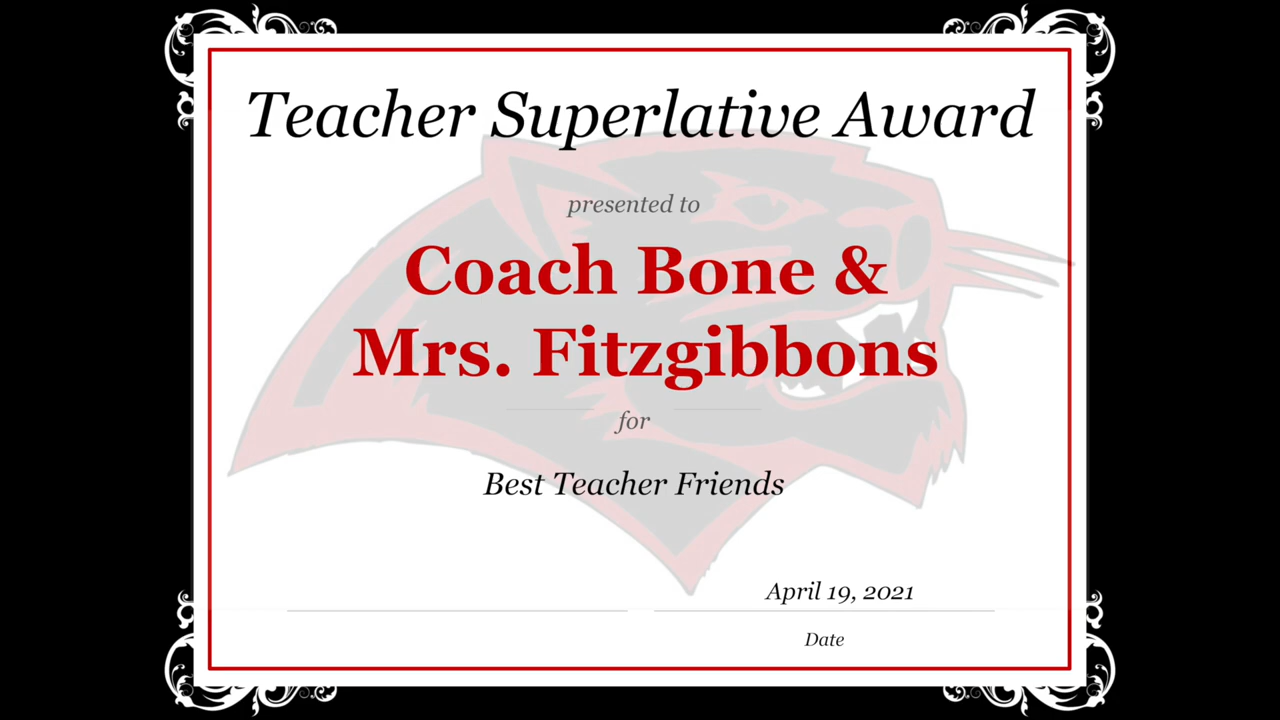 Teacher Superlative Award
presented to
Coach Bone &
Mrs. Fitzgibbons
for
Best Teacher Friends
April 19, 2021
Date